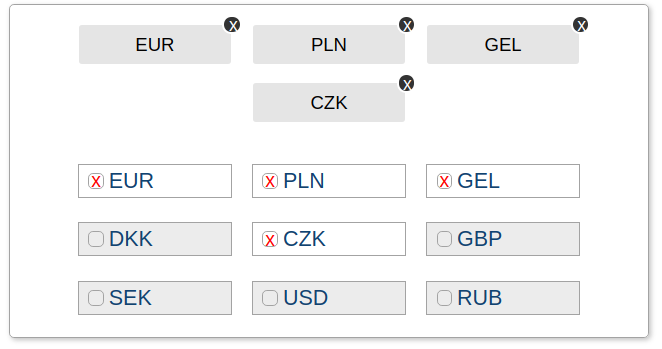 EUR X PLN X GEL X
CZK X
X EUR X PLN X GEL
DKK X CZK GBP
SEK USD RUB